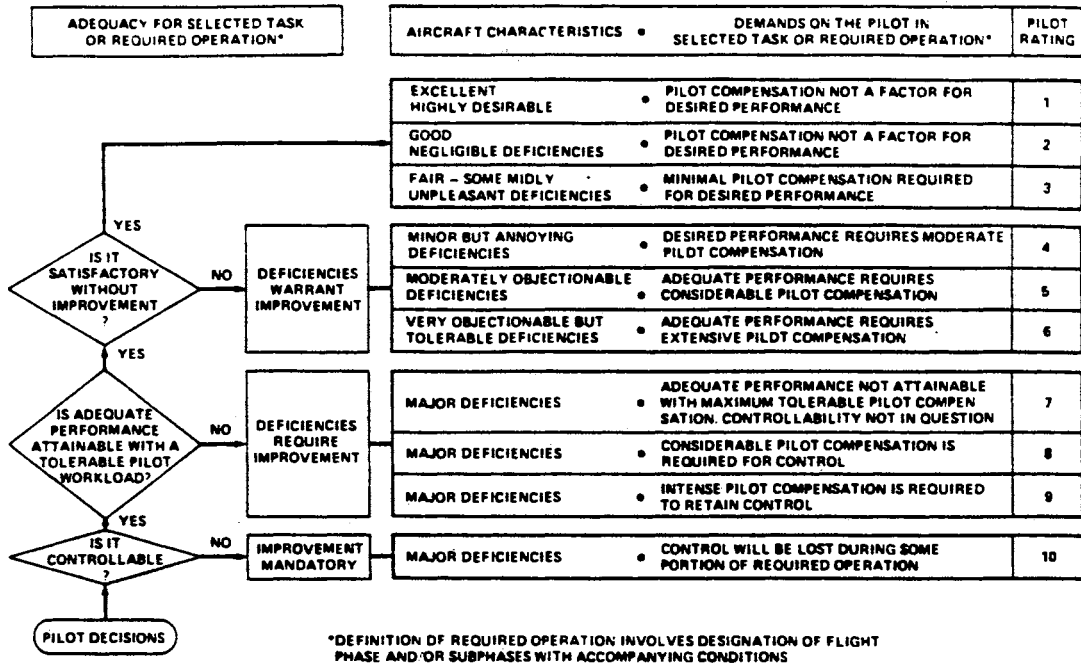 ADEQUACY FOR SELECTED TASK
OR REQUIRED OPERATION*
AIRCRAFT CHARACTERISTICS •
DEMANDS ON THE PILOT IN
SELECTED TASK OR REQUIRED OPERATION*
PILOT
RATING
EXCELLENT
HIGHLY DESIRABLE
• PILOT COMPENSATION NOT A FACTOR FOR
DESIRED PERFORMANCE
1
GOOD
NEGLIGIBLE DEFICIENCIES
• PILOT COMPENSATION NOT A FACTOR FOR
DESIRED PERFORMANCE
2
FAIR – SOME MIDLY
UNPLEASANT DEFICIENCIES
• MINIMAL PILOT COMPENSATION REQUIRED
FOR DESIRED PERFORMANCE
3
YES
IS IT
SATISFACTORY
WITHOUT
IMPROVEMENT
?
NO
DEFICIENCIES
WARRANT
IMPROVEMENT
MINOR BUT ANNOYING
DEFICIENCIES
• DESIRED PERFORMANCE REQUIRES MODERATE
PILOT COMPENSATION
4
MODERATELY OBJECTIONABLE
DEFICIENCIES
• ADEQUATE PERFORMANCE REQUIRES
CONSIDERABLE PILOT COMPENSATION
5
VERY OBJECTIONABLE BUT
TOLERABLE DEFICIENCIES
• ADEQUATE PERFORMANCE REQUIRES
EXTENSIVE PILOT COMPENSATION
6
YES
IS ADEQUATE
PERFORMANCE
ATTAINABLE WITH A
TOLERABLE PILOT
WORKLOAD?
NO
DEFICIENCIES
REQUIRE
IMPROVEMENT
MAJOR DEFICIENCIES
• ADEQUATE PERFORMANCE NOT ATTAINABLE
WITH MAXIMUM TOLERABLE PILOT COMPEN
SATION. CONTROLLABILITY NOT IN QUESTION
7
MAJOR DEFICIENCIES
• CONSIDERABLE PILOT COMPENSATION IS
REQUIRED FOR CONTROL
8
MAJOR DEFICIENCIES
• INTENSE PILOT COMPENSATION IS REQUIRED
TO RETAIN CONTROL
9
YES
IS IT
CONTROLLABLE
?
NO
IMPROVEMENT
MANDATORY
MAJOR DEFICIENCIES
• CONTROL WILL BE LOST DURING SOME
PORTION OF REQUIRED OPERATION
10
PILOT DECISIONS
*DEFINITION OF REQUIRED OPERATION INVOLVES DESIGNATION OF FLIGHT
PHASE AND/OR SUBPHASES WITH ACCOMPANYING CONDITIONS